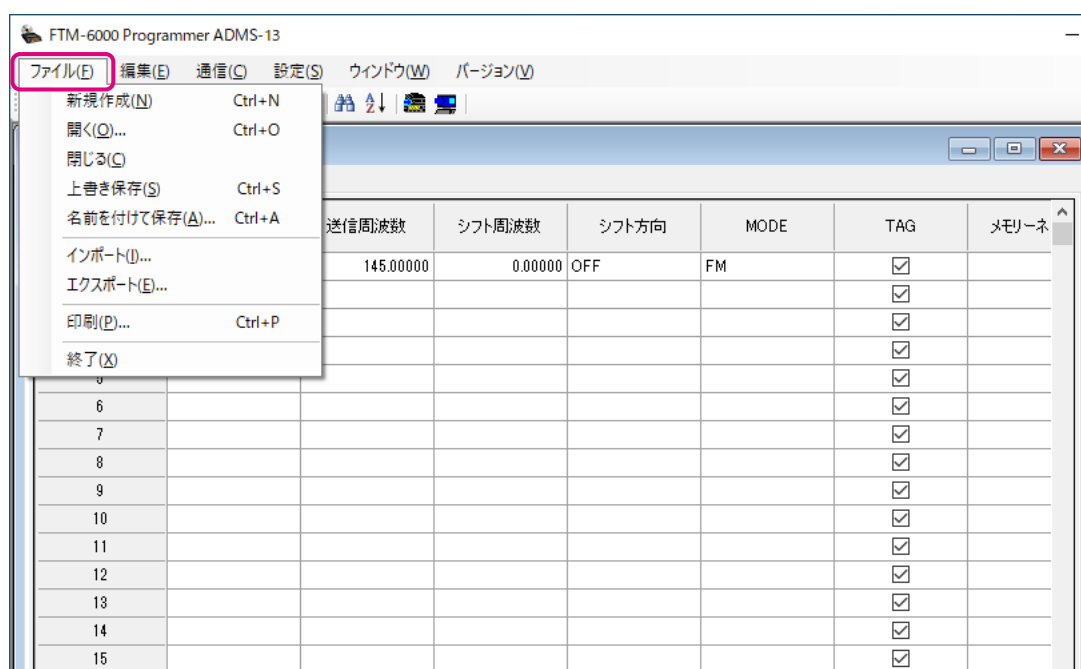 FTM-6000 Programmer ADMS-13
ファイル(F) 編集(E) 通信(C) 設定(S) ウィンドウ(W) バージョン(V)
新規作成(N) Ctrl+N
開く(O)... Ctrl+O
閉じる(C)
上書き保存(S) Ctrl+S
名前を付けて保存(A)... Ctrl+A
インポート(I)...
エクスポート(E)...
印刷(P)... Ctrl+P
終了(X)
送信周波数 シフト周波数 シフト方向 MODE TAG メモリーネ
145.00000 0.00000 OFF FM
5
6
7
8
9
10
11
12
13
14
15